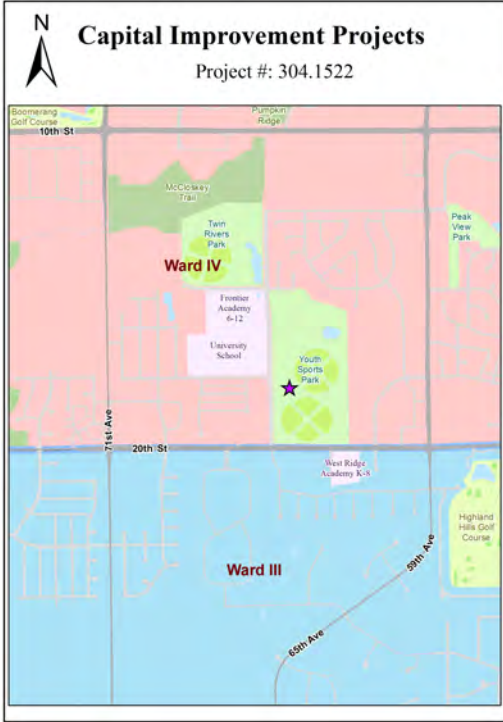 N
Capital Improvement Projects
Project #: 304.1522
Boomerang
Golf Course
Pumpkin
Ridge
10th St
McCloskey
Trail
Twin
Rivers
Park
Peak
View
Park
Ward IV
Frontier
Academy
6-12
University
School
Youth
Sports
Park
71st Ave
20th St
West Ridge
Academy K-8
Highland
Hills Golf
Course
59th Ave
Ward III
65th Ave